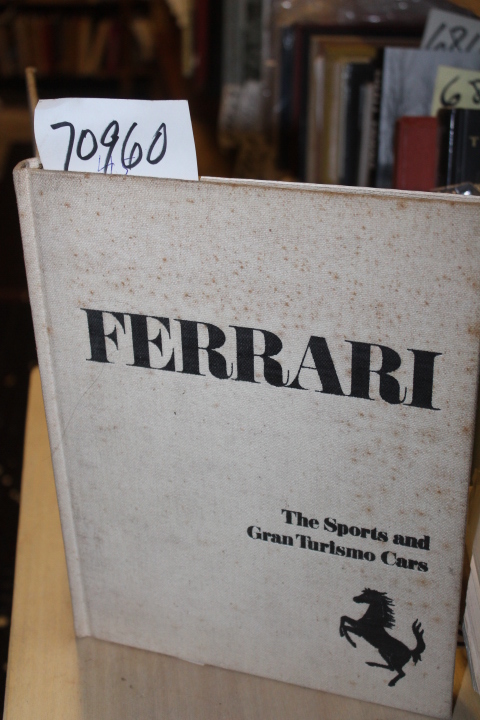 70960
FERRARI
The Sports and
Gran Turismo Cars